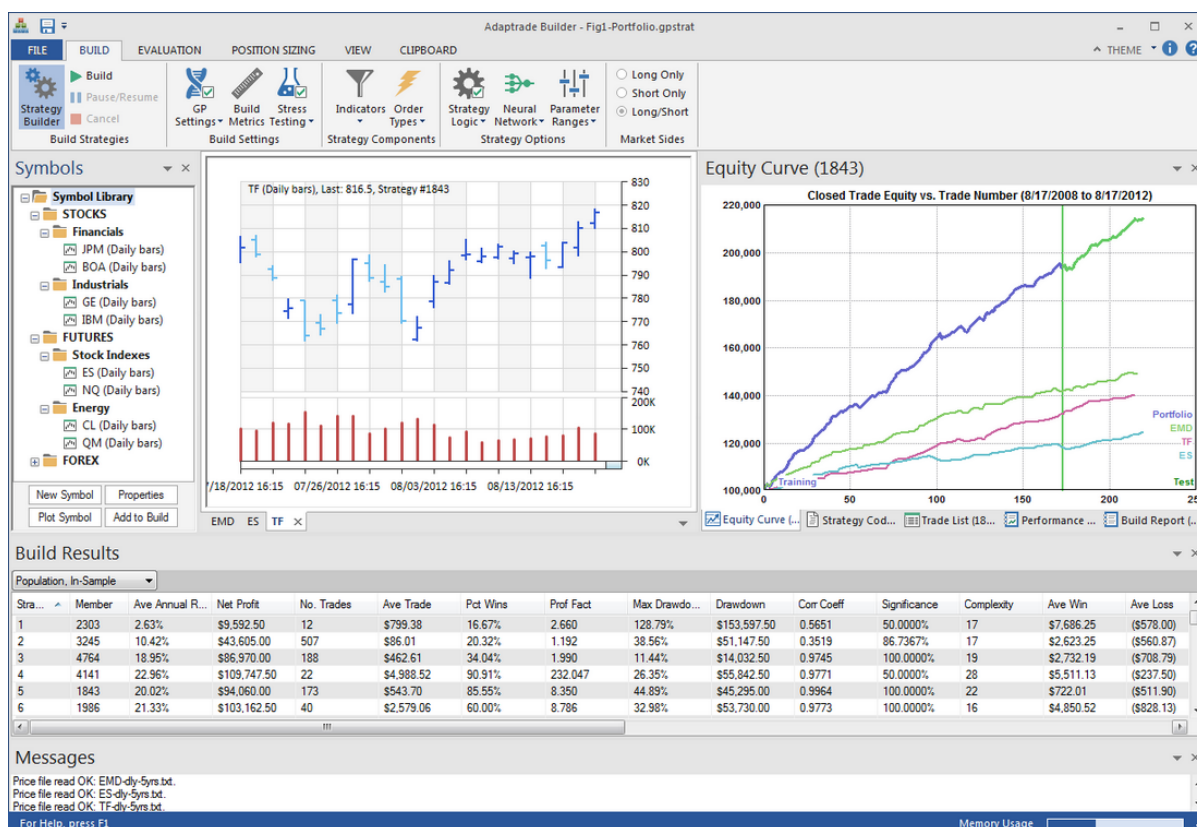 Adaptrade Builder - Fig1-Portfolio.gpstrat
FILE BUILD EVALUATION POSITION SIZING VIEW CLIPBOARD THEME
Strategy Builder
Build
Pause/Resume
Cancel
Build Strategies
GP Settings
Build Metrics
Stress Testing
Build Settings
Indicators
Order Types
Strategy Components
Strategy Logic
Neural Network
Parameter Ranges
Strategy Options
Long Only
Short Only
Long/Short
Market Sides
Symbols
Symbol Library
STOCKS
Financials
JPM (Daily bars)
BOA (Daily bars)
Industrials
GE (Daily bars)
IBM (Daily bars)
FUTURES
Stock Indexes
ES (Daily bars)
NQ (Daily bars)
Energy
CL (Daily bars)
QM (Daily bars)
FOREX
New Symbol Properties
Plot Symbol Add to Build
TF (Daily bars), Last: 816.5, Strategy #1843
830
820
810
800
790
780
770
760
750
740
200K
100K
0K
/18/2012 16:15 07/26/2012 16:15 08/03/2012 16:15 08/13/2012 16:15
EMD ES TF
Equity Curve (1843)
Closed Trade Equity vs. Trade Number (8/17/2008 to 8/17/2012)
220,000
200,000
180,000
160,000
140,000
120,000
100,000
Portfolio
EMD
TF
ES
Training Test
0 50 100 150 200 250
Equity Curve (... Strategy Cod... Trade List (18... Performance ... Build Report (...
Build Results
Population, In-Sample
Stra... Member Ave Annual R... Net Profit No. Trades Ave Trade Pct Wins Prof Fact Max Drawdo... Drawdown Corr Coeff Significance Complexity Ave Win Ave Loss
1 2303 2.63% $9,592.50 12 $799.38 16.67% 2.660 128.79% $153,597.50 0.5651 50.0000% 17 $7,686.25 ($578.00)
2 3245 10.42% $43,605.00 507 $86.01 20.32% 1.192 38.56% $51,147.50 0.3519 86.7367% 17 $2,623.25 ($560.87)
3 4764 18.95% $86,970.00 188 $462.61 34.04% 1.990 11.44% $14,032.50 0.9745 100.0000% 19 $2,732.19 ($708.79)
4 4141 22.96% $109,747.50 22 $4,988.52 90.91% 232.047 26.35% $55,842.50 0.9771 50.0000% 28 $5,511.13 ($237.50)
5 1843 20.02% $94,060.00 173 $543.70 85.55% 8.350 44.89% $45,295.00 0.9964 100.0000% 22 $722.01 ($511.90)
6 1986 21.33% $103,162.50 40 $2,579.06 60.00% 8.786 32.98% $53,730.00 0.9773 100.0000% 16 $4,850.52 ($828.13)
Messages
Price file read OK: EMD-dly-5yrs.txt.
Price file read OK: ES-dly-5yrs.txt.
Price file read OK: TF-dly-5yrs.txt.
For Help, press F1 Memory Usage